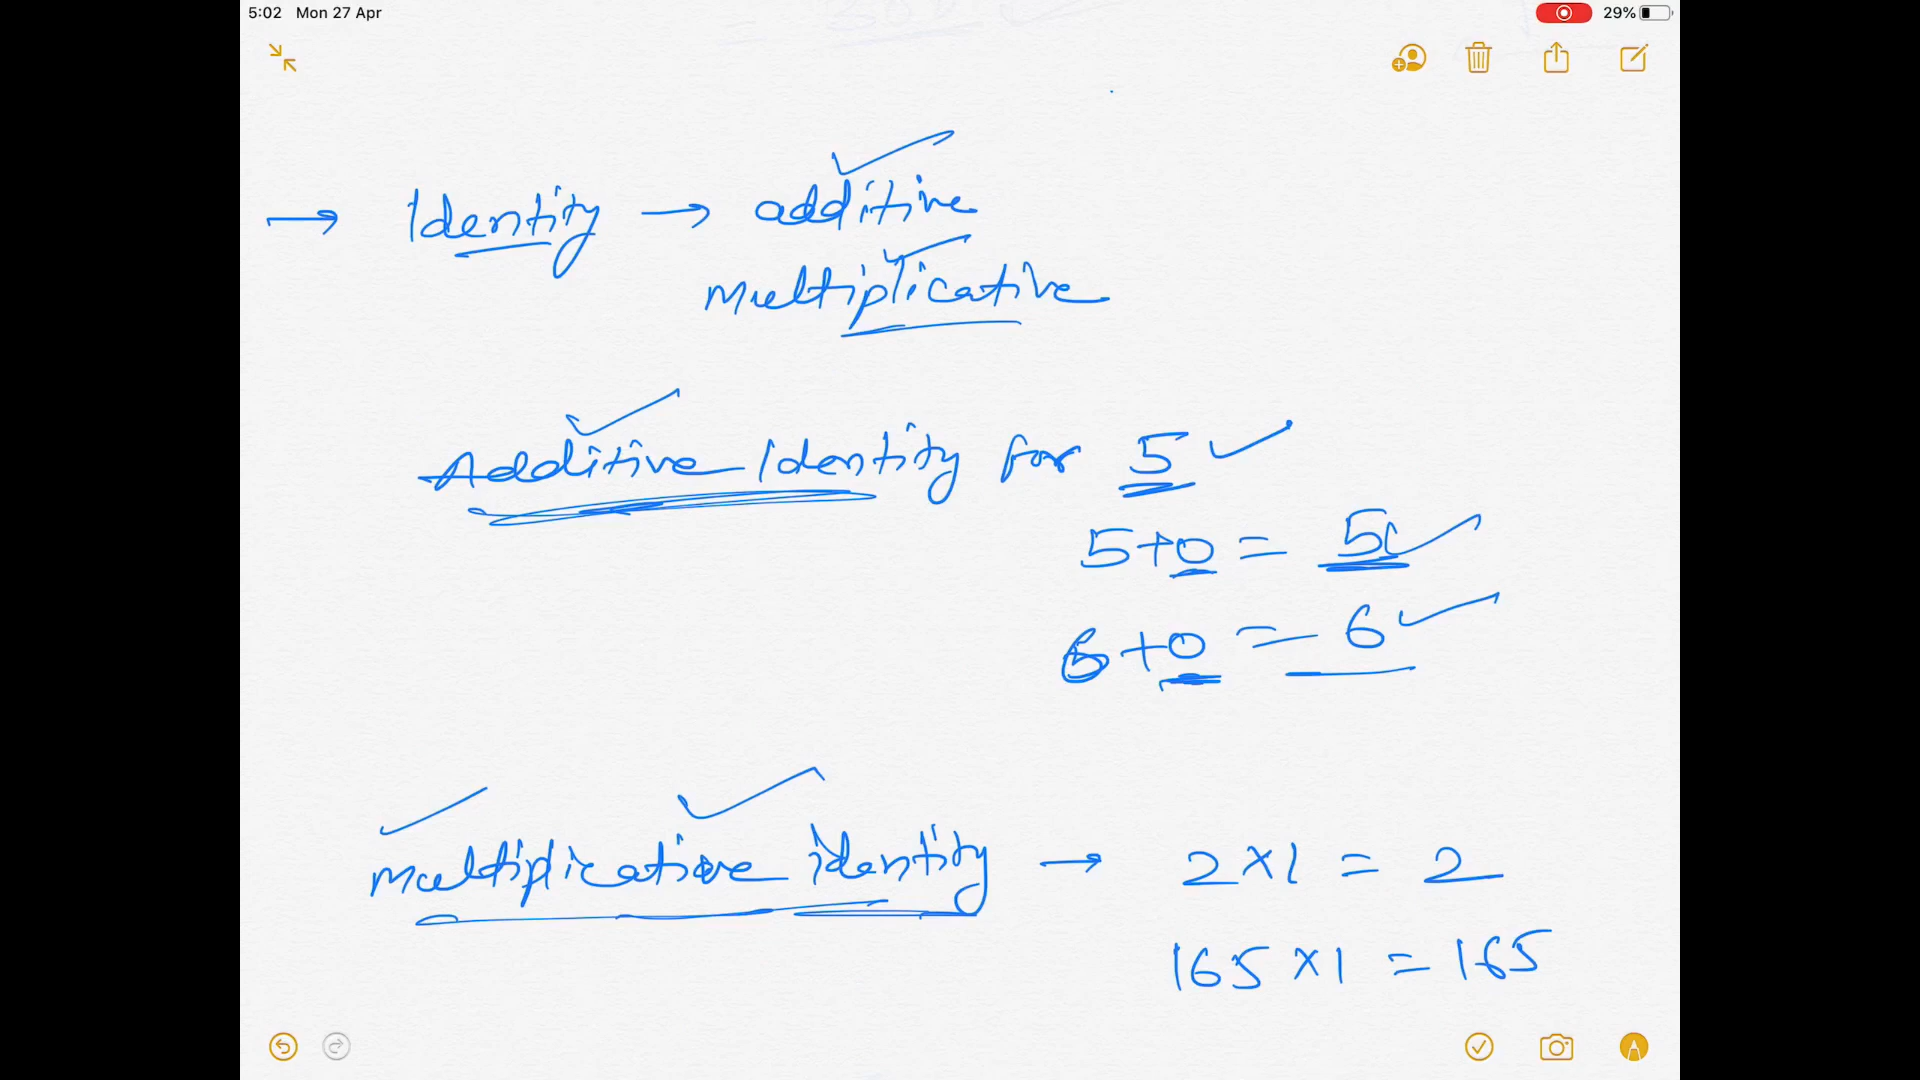 5:02 Mon 27 Apr
29%
→ Identity → additive
multiplicative
Additive Identity for 5
5+0 = 5
6+0 = 6
multiplicative identity → 2×1 = 2
165×1 = 165